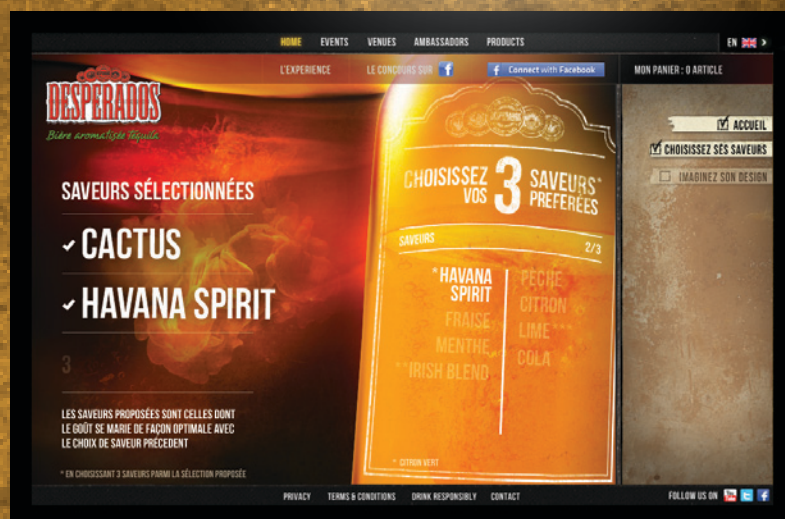 HOME EVENTS VENUES AMBASSADORS PRODUCTS EN
L'EXPERIENCE LE CONCOURS SUR f f Connect with Facebook MON PANIER : 0 ARTICLE
DESPERADOS
Bière aromatisée Téquila
SAVEURS SÉLECTIONNÉES
CACTUS
HAVANA SPIRIT
3
LES SAVEURS PROPOSÉES SONT CELLES DONT
LE GOÛT SE MARIE DE FAÇON OPTIMALE AVEC
LE CHOIX DE SAVEUR PRÉCEDENT
* EN CHOISISSANT 3 SAVEURS PARMI LA SÉLECTION PROPOSÉE
CHOISISSEZ
VOS
3
SAVEURS*
PREFEREÉS
SAVEURS 2/3
*HAVANA
SPIRIT
FRAISE
MENTHE
**IRISH BLEND
PECHE
CITRON
LIME ***
COLA
* CITRON VERT
ACCUEIL
CHOISISSEZ SES SAVEURS
IMAGINEZ SON DESIGN
PRIVACY TERMS & CONDITIONS DRINK RESPONSIBLY CONTACT FOLLOW US ON